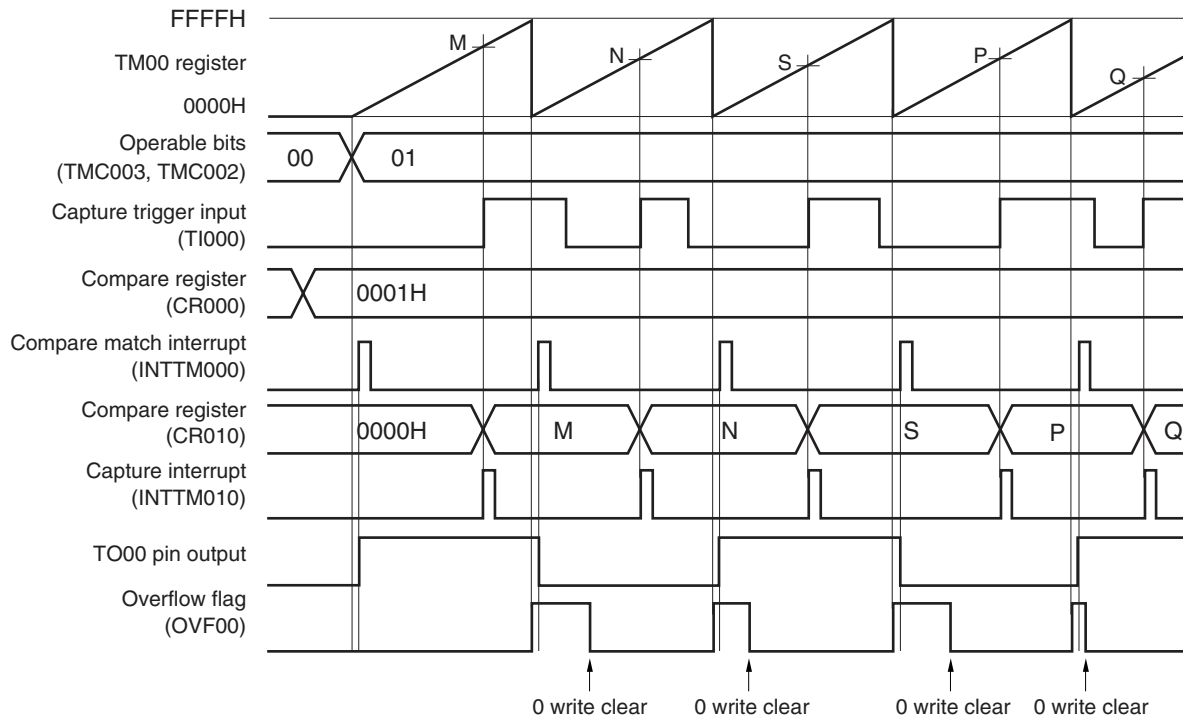 FFFFH
TM00 register
0000H
M
N
S
P
Q
Operable bits
(TMC003, TMC002)
00
01
Capture trigger input
(TI000)
Compare register
(CR000)
0001H
Compare match interrupt
(INTTM000)
Compare register
(CR010)
0000H
M
N
S
P
Q
Capture interrupt
(INTTM010)
TO00 pin output
Overflow flag
(OVF00)
0 write clear
0 write clear
0 write clear
0 write clear